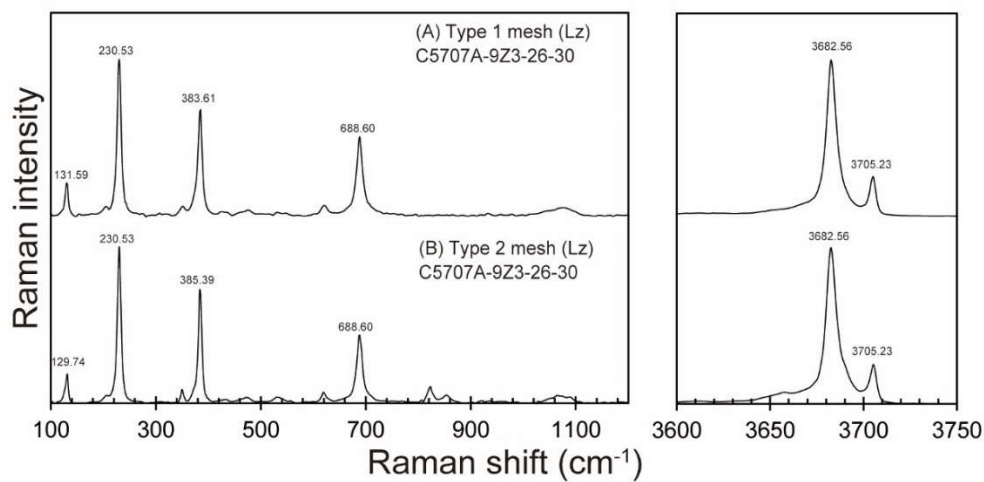 Raman intensity
(A) Type 1 mesh (Lz)
C5707A-9Z3-26-30
131.59
230.53
383.61
688.60
3682.56
3705.23
(B) Type 2 mesh (Lz)
C5707A-9Z3-26-30
129.74
230.53
385.39
688.60
3682.56
3705.23
100 300 500 700 900 1100
3600 3650 3700 3750
Raman shift (cm⁻¹)